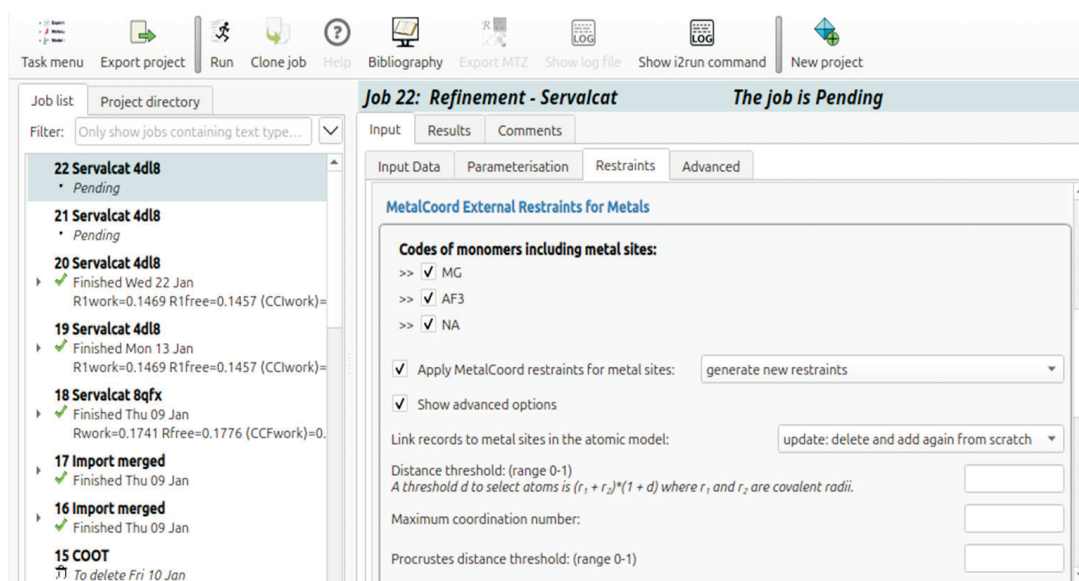 Task menu Export project Run Clone job Help Bibliography Export MTZ Show log file Show i2run command New project
LOG LOG
Job list Project directory
Filter: Only show jobs containing text type...
22 Servalcat 4dl8
Pending
21 Servalcat 4dl8
Pending
20 Servalcat 4dl8
Finished Wed 22 Jan
R1work=0.1469 R1free=0.1457 (CCIwork)=
19 Servalcat 4dl8
Finished Mon 13 Jan
R1work=0.1469 R1free=0.1457 (CCIwork)=
18 Servalcat 8qfx
Finished Thu 09 Jan
Rwork=0.1741 Rfree=0.1776 (CCFwork)=0.
17 Import merged
Finished Thu 09 Jan
16 Import merged
Finished Thu 09 Jan
15 COOT
To delete Fri 10 Jan
Job 22: Refinement - Servalcat The job is Pending
Input Results Comments
Input Data Parameterisation Restraints Advanced
MetalCoord External Restraints for Metals
Codes of monomers including metal sites:
>> MG
>> AF3
>> NA
Apply MetalCoord restraints for metal sites: generate new restraints
Show advanced options
Link records to metal sites in the atomic model: update: delete and add again from scratch
Distance threshold: (range 0-1)
A threshold d to select atoms is (r₁ + r₂)*(1 + d) where r₁ and r₂ are covalent radii.
Maximum coordination number:
Procrustes distance threshold: (range 0-1)